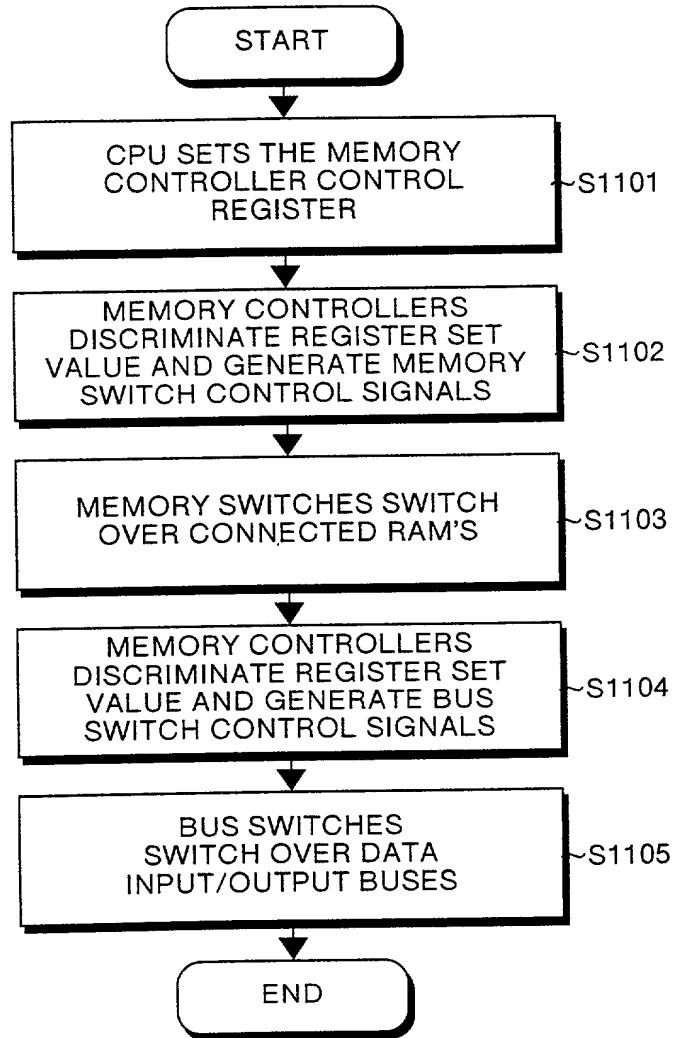 START
CPU SETS THE MEMORY
CONTROLLER CONTROL
REGISTER
~S1101
MEMORY CONTROLLERS
DISCRIMINATE REGISTER SET
VALUE AND GENERATE MEMORY
SWITCH CONTROL SIGNALS
~S1102
MEMORY SWITCHES SWITCH
OVER CONNECTED RAM'S
~S1103
MEMORY CONTROLLERS
DISCRIMINATE REGISTER SET
VALUE AND GENERATE BUS
SWITCH CONTROL SIGNALS
~S1104
BUS SWITCHES
SWITCH OVER DATA
INPUT/OUTPUT BUSES
~S1105
END